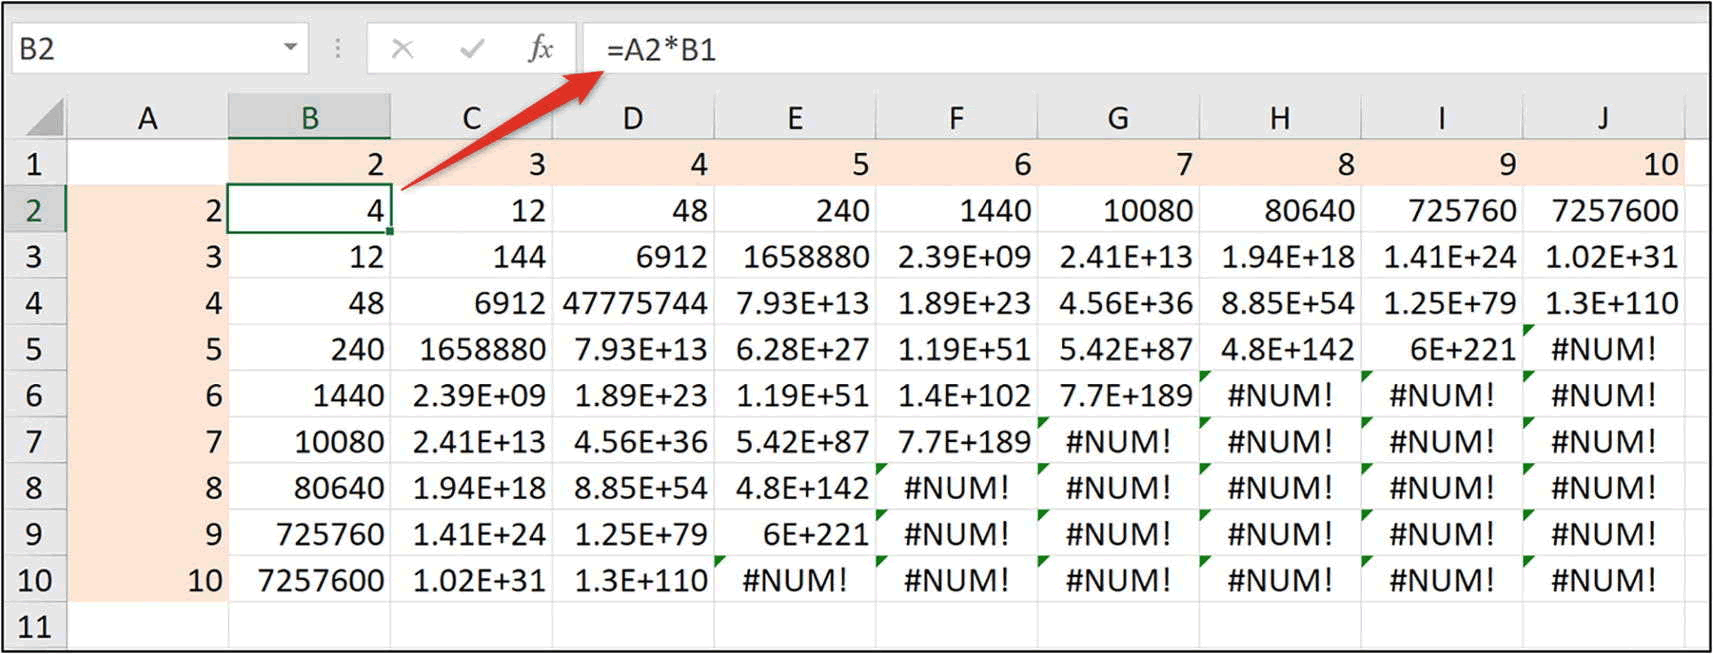 B2 fx =A2*B1
A B C D E F G H I J
1 2 3 4 5 6 7 8 9 10
2 2 4 12 48 240 1440 10080 80640 725760 7257600
3 3 12 144 6912 1658880 2.39E+09 2.41E+13 1.94E+18 1.41E+24 1.02E+31
4 4 48 6912 47775744 7.93E+13 1.89E+23 4.56E+36 8.85E+54 1.25E+79 1.3E+110
5 5 240 1658880 7.93E+13 6.28E+27 1.19E+51 5.42E+87 4.8E+142 6E+221 #NUM!
6 6 1440 2.39E+09 1.89E+23 1.19E+51 1.4E+102 7.7E+189 #NUM! #NUM! #NUM!
7 7 10080 2.41E+13 4.56E+36 5.42E+87 7.7E+189 #NUM! #NUM! #NUM! #NUM!
8 8 80640 1.94E+18 8.85E+54 4.8E+142 #NUM! #NUM! #NUM! #NUM! #NUM!
9 9 725760 1.41E+24 1.25E+79 6E+221 #NUM! #NUM! #NUM! #NUM! #NUM!
10 10 7257600 1.02E+31 1.3E+110 #NUM! #NUM! #NUM! #NUM! #NUM! #NUM!
11